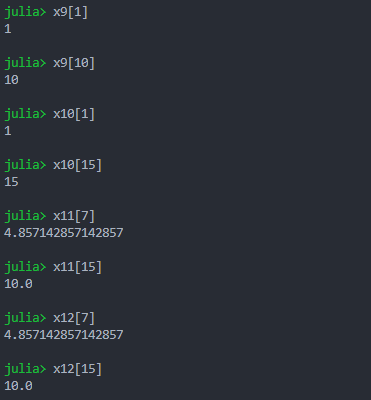 julia> x9[1]
1
julia> x9[10]
10
julia> x10[1]
1
julia> x10[15]
15
julia> x11[7]
4.857142857142857
julia> x11[15]
10.0
julia> x12[7]
4.857142857142857
julia> x12[15]
10.0